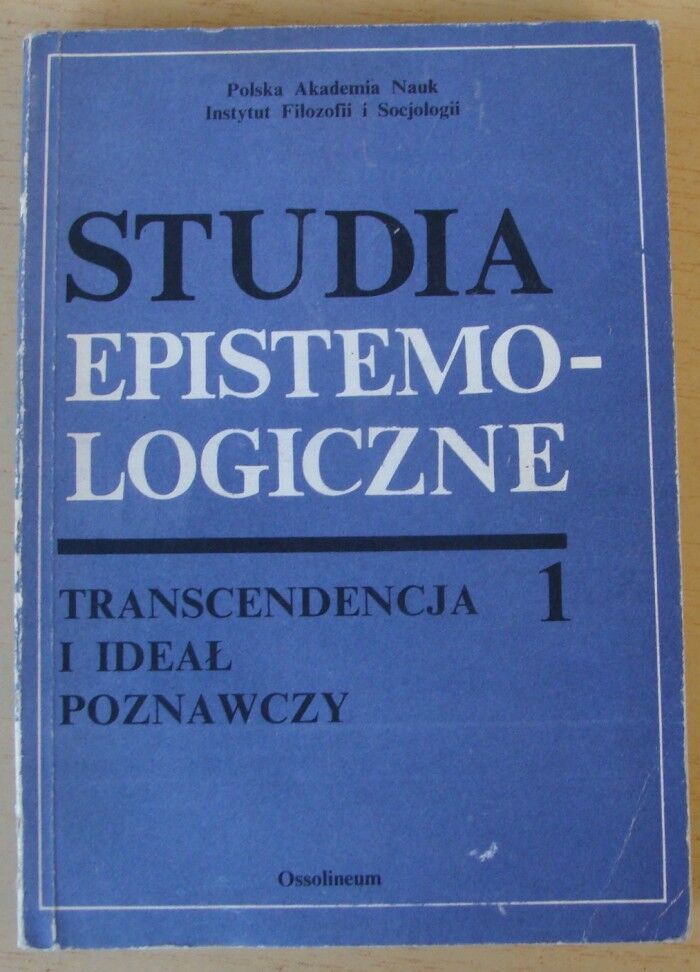 Polska Akademia Nauk
Instytut Filozofii i Socjologii
STUDIA
EPISTEMO-
LOGICZNE
TRANSCENDENCJA 1
I IDEAŁ
POZNAWCZY
Ossolineum